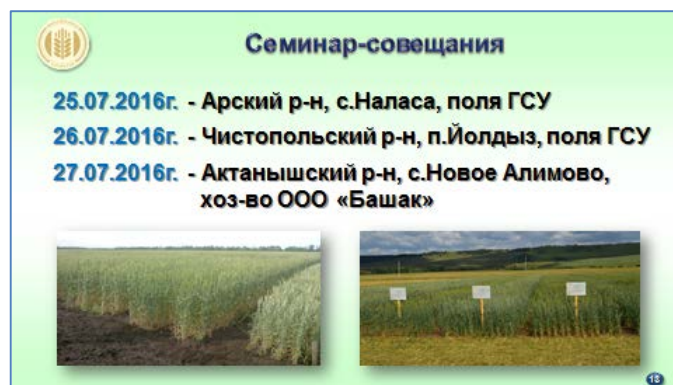 Семинар-совещания
25.07.2016г. - Арский р-н, с.Наласа, поля ГСУ
26.07.2016г. - Чистопольский р-н, п.Йолдыз, поля ГСУ
27.07.2016г. - Актанышский р-н, с.Новое Алимово,
хоз-во ООО «Башак»
18